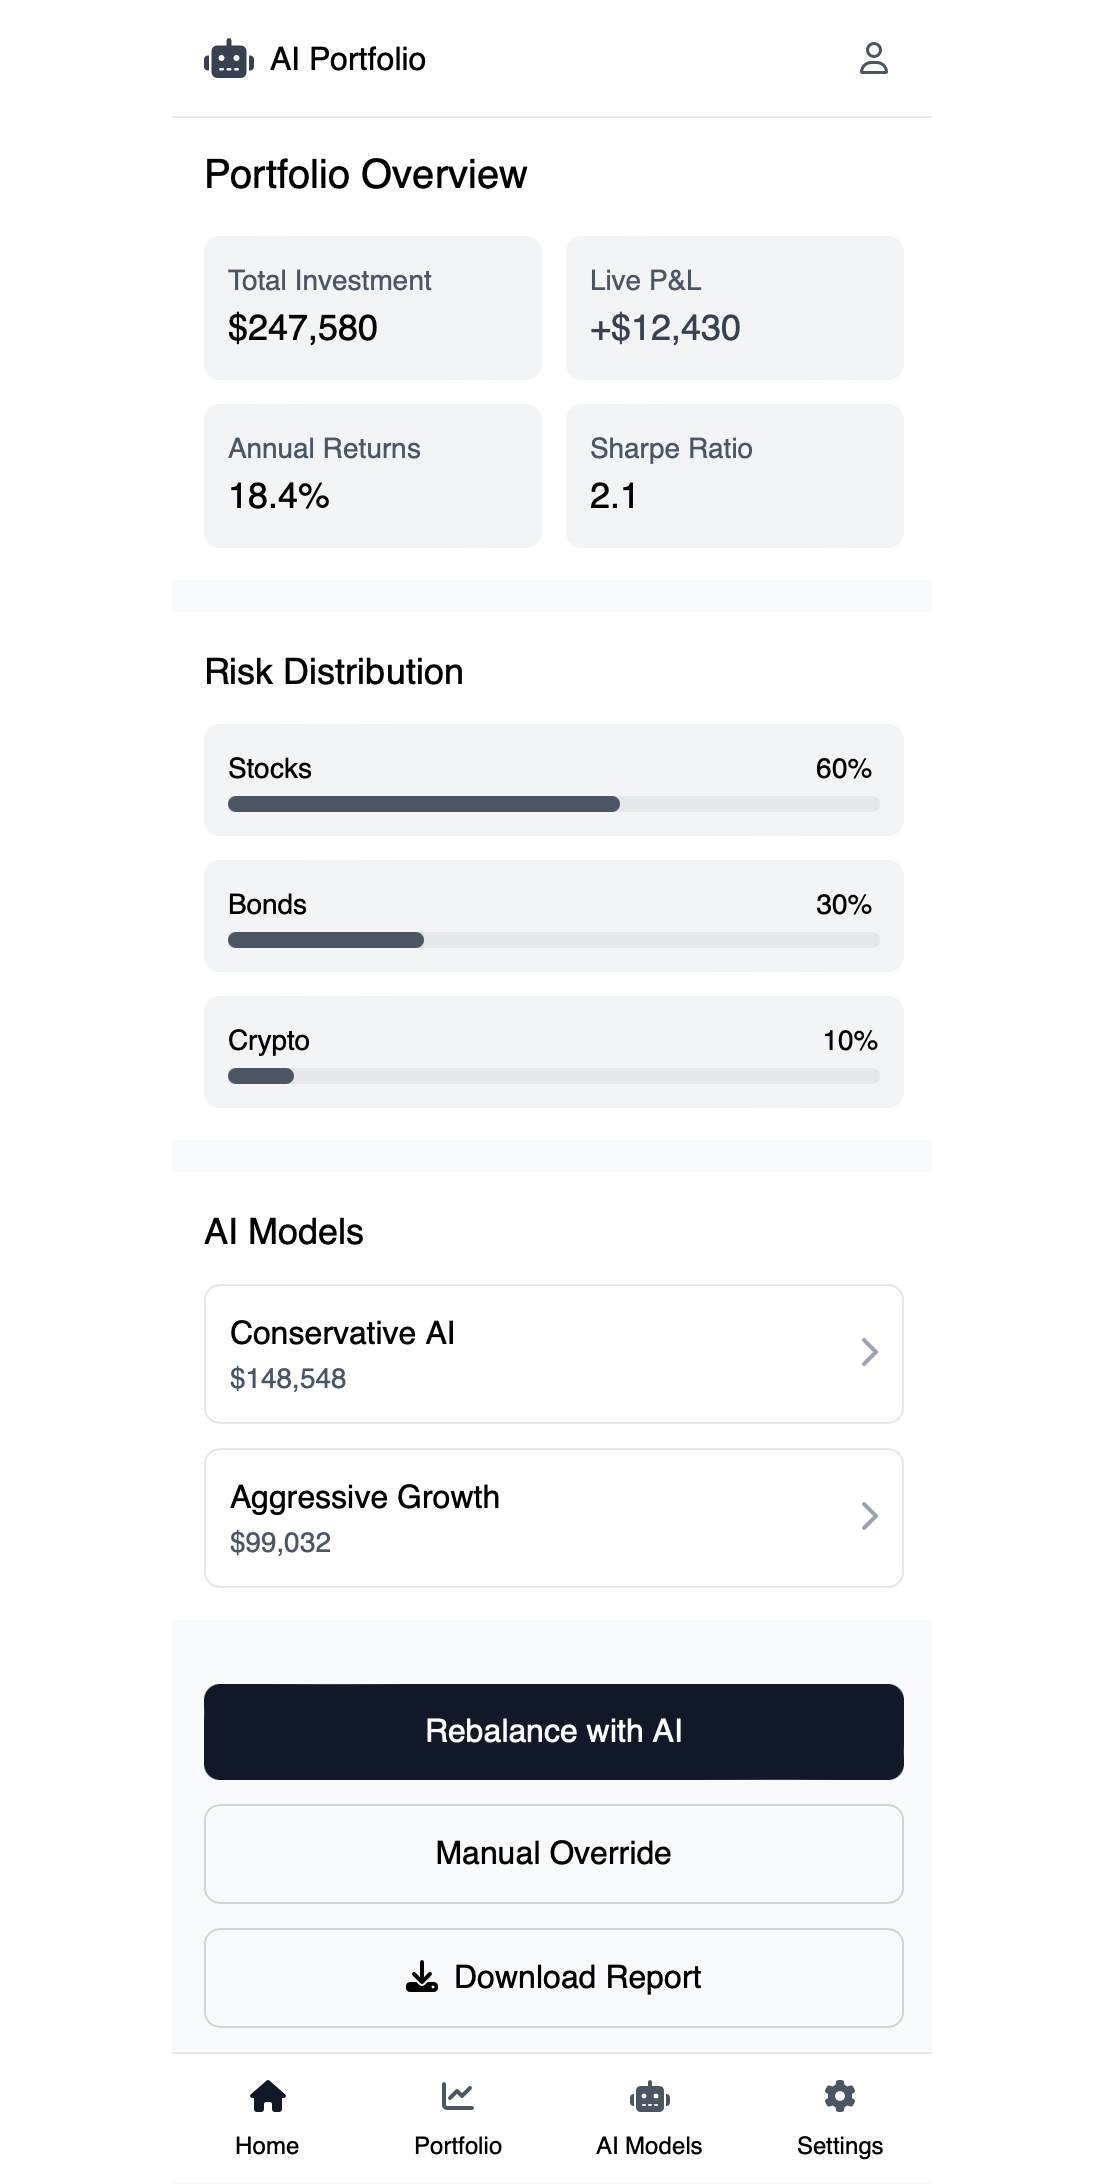 AI Portfolio
Portfolio Overview
Total Investment
$247,580
Live P&L
+$12,430
Annual Returns
18.4%
Sharpe Ratio
2.1
Risk Distribution
Stocks 60%
Bonds 30%
Crypto 10%
AI Models
Conservative AI
$148,548
Aggressive Growth
$99,032
Rebalance with AI
Manual Override
Download Report
Home Portfolio AI Models Settings